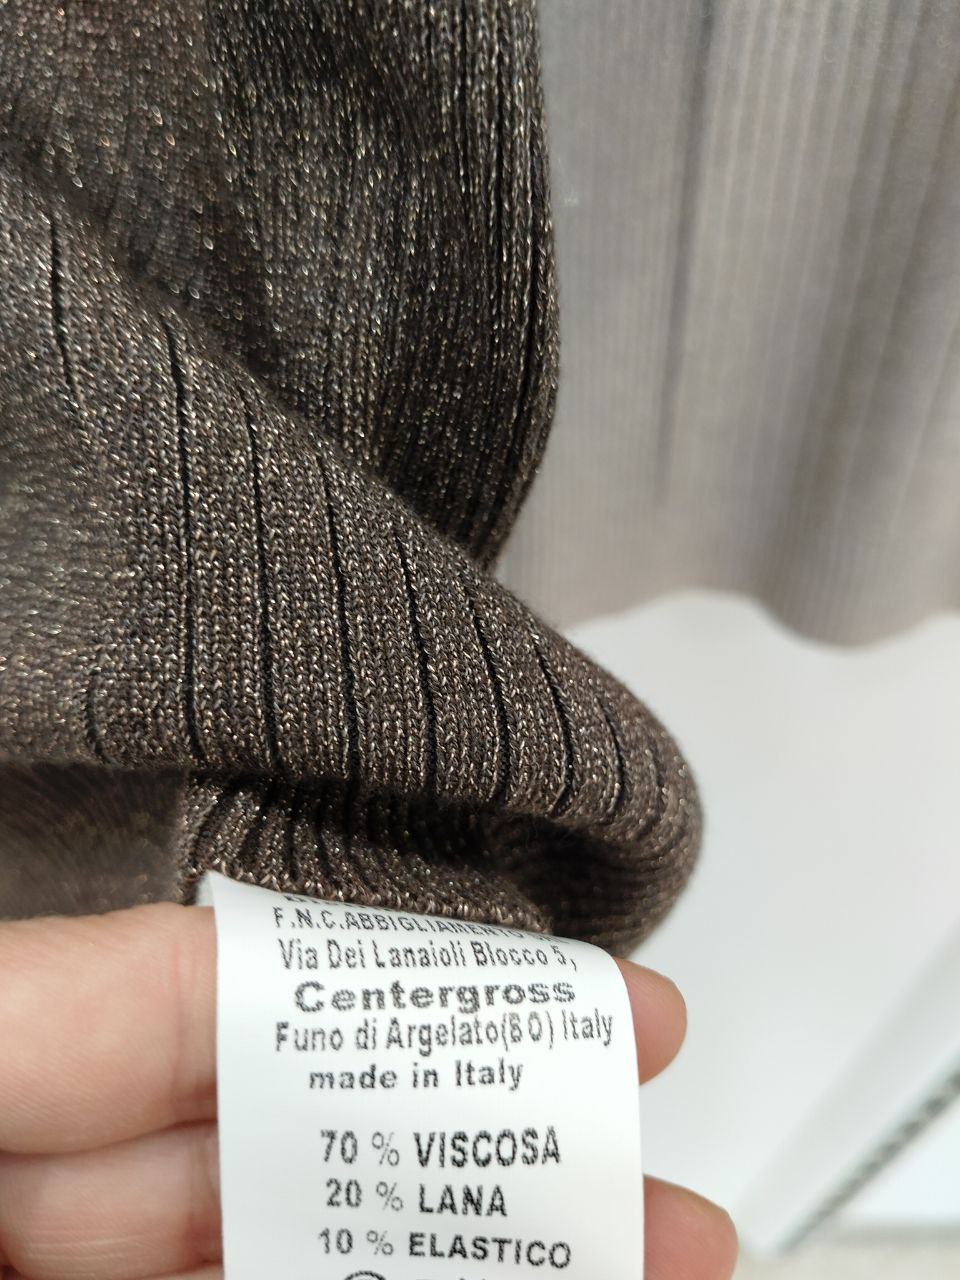 F.N.C.ABBIGLIAMENTO
Via Dei Lanaioli Blocco 5,
Centergross
Funo di Argelato(BO) Italy
made in Italy
70 % VISCOSA
20 % LANA
10 % ELASTICO